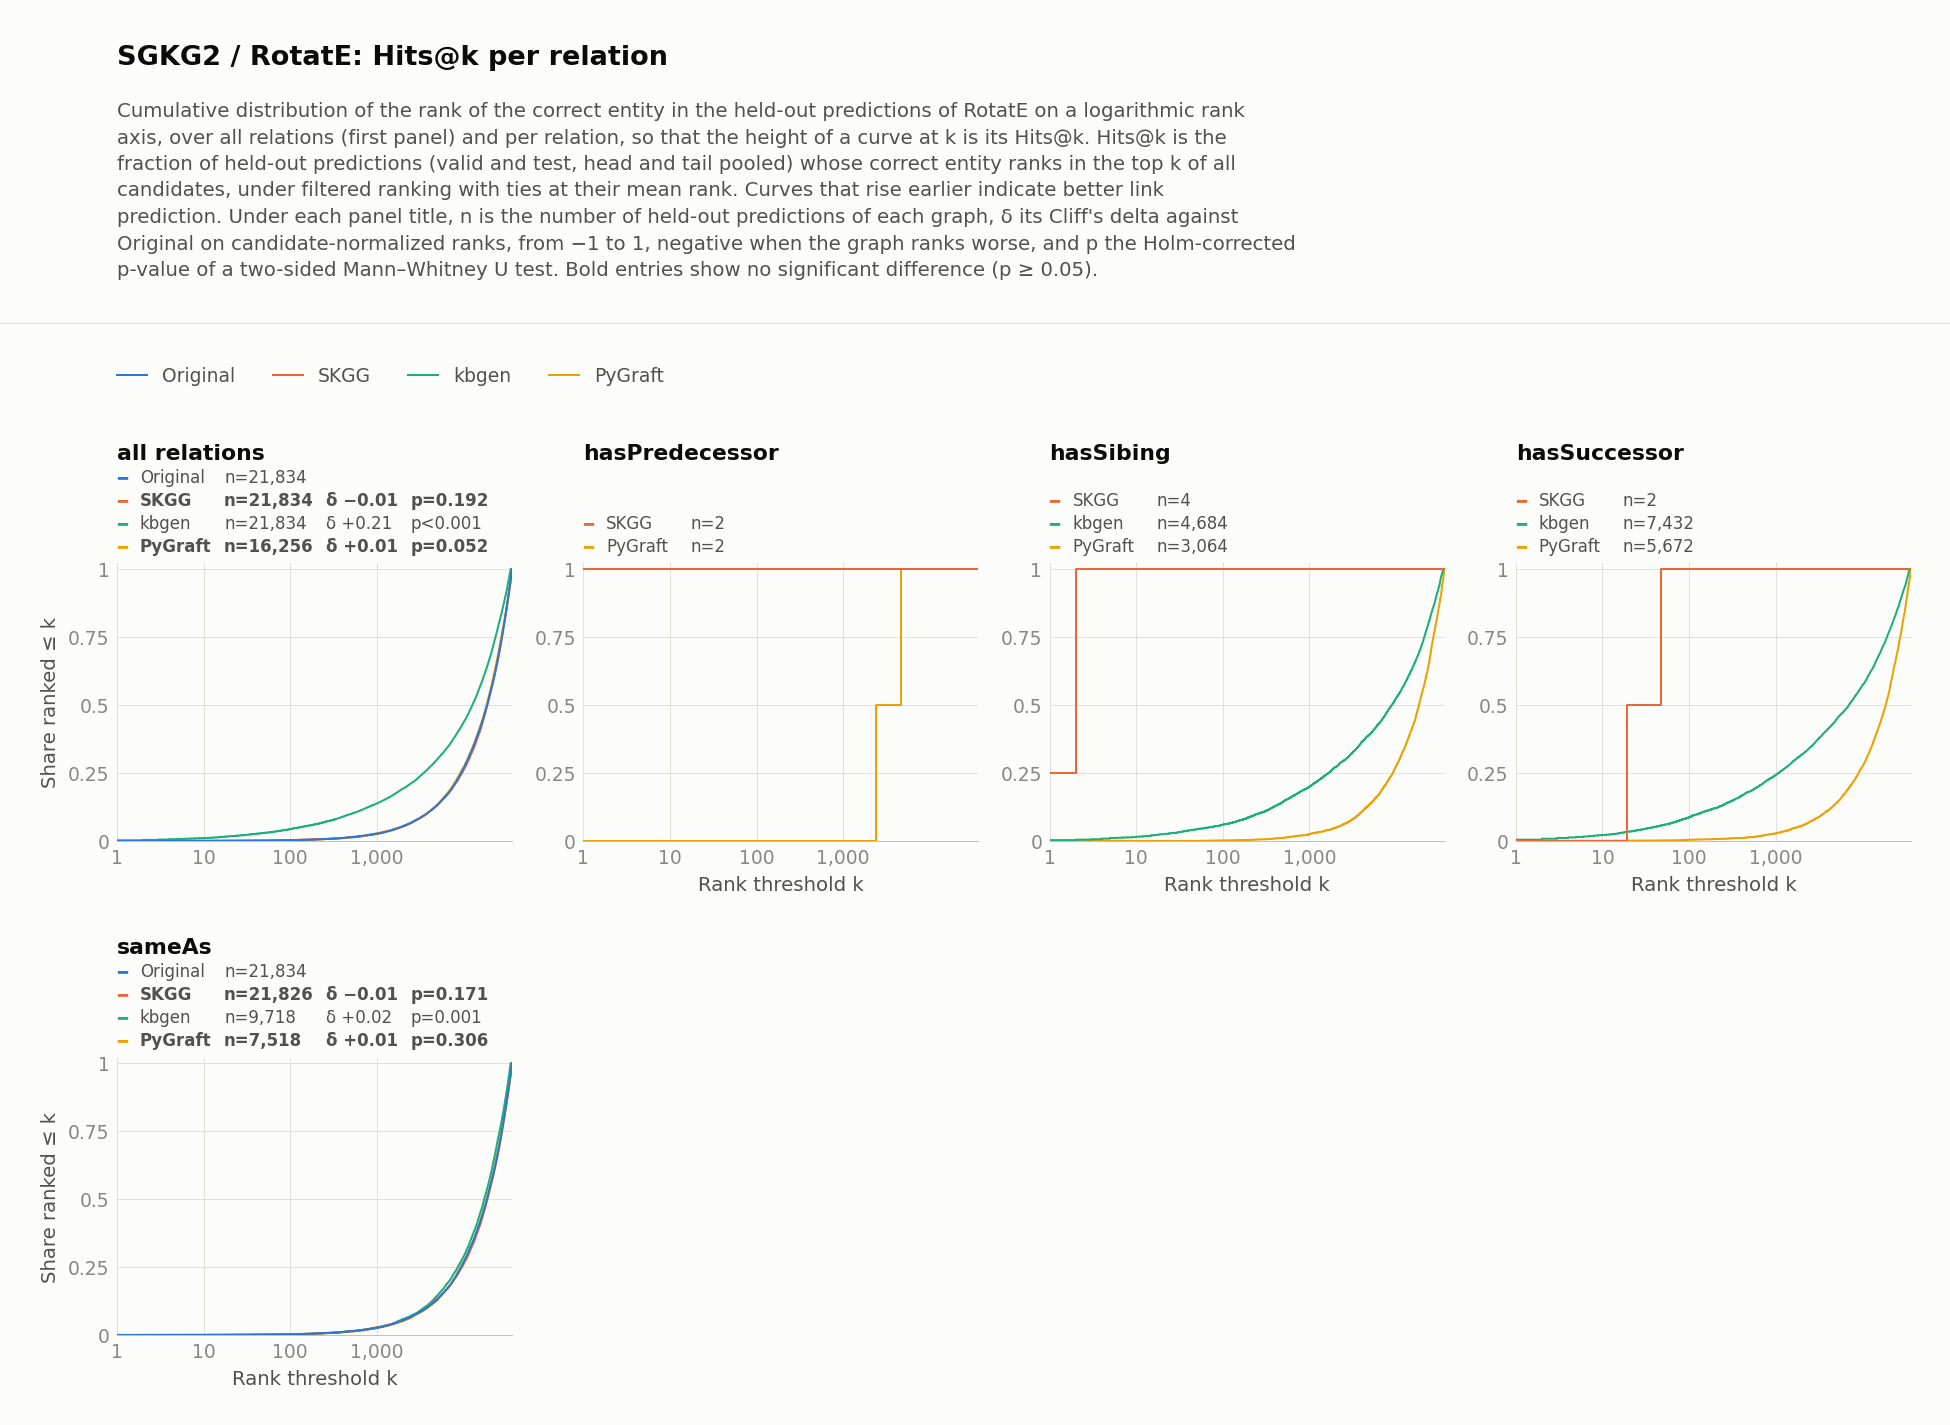 SGKG2 / RotatE: Hits@k per relation
Cumulative distribution of the rank of the correct entity in the held-out predictions of RotatE on a logarithmic rank
axis, over all relations (first panel) and per relation, so that the height of a curve at k is its Hits@k. Hits@k is the
fraction of held-out predictions (valid and test, head and tail pooled) whose correct entity ranks in the top k of all
candidates, under filtered ranking with ties at their mean rank. Curves that rise earlier indicate better link
prediction. Under each panel title, n is the number of held-out predictions of each graph, δ its Cliff's delta against
Original on candidate-normalized ranks, from −1 to 1, negative when the graph ranks worse, and p the Holm-corrected
p-value of a two-sided Mann–Whitney U test. Bold entries show no significant difference (p ≥ 0.05).
Original SKGG kbgen PyGraft
all relations
Original n=21,834
SKGG n=21,834 δ −0.01 p=0.192
kbgen n=21,834 δ +0.21 p<0.001
PyGraft n=16,256 δ +0.01 p=0.052
1
0.75
0.5
0.25
0
Share ranked ≤ k
1 10 100 1,000
hasPredecessor
SKGG n=2
PyGraft n=2
1
0.75
0.5
0.25
0
1 10 100 1,000
Rank threshold k
hasSibing
SKGG n=4
kbgen n=4,684
PyGraft n=3,064
1
0.75
0.5
0.25
0
1 10 100 1,000
Rank threshold k
hasSuccessor
SKGG n=2
kbgen n=7,432
PyGraft n=5,672
1
0.75
0.5
0.25
0
1 10 100 1,000
Rank threshold k
sameAs
Original n=21,834
SKGG n=21,826 δ −0.01 p=0.171
kbgen n=9,718 δ +0.02 p=0.001
PyGraft n=7,518 δ +0.01 p=0.306
1
0.75
0.5
0.25
0
Share ranked ≤ k
1 10 100 1,000
Rank threshold k